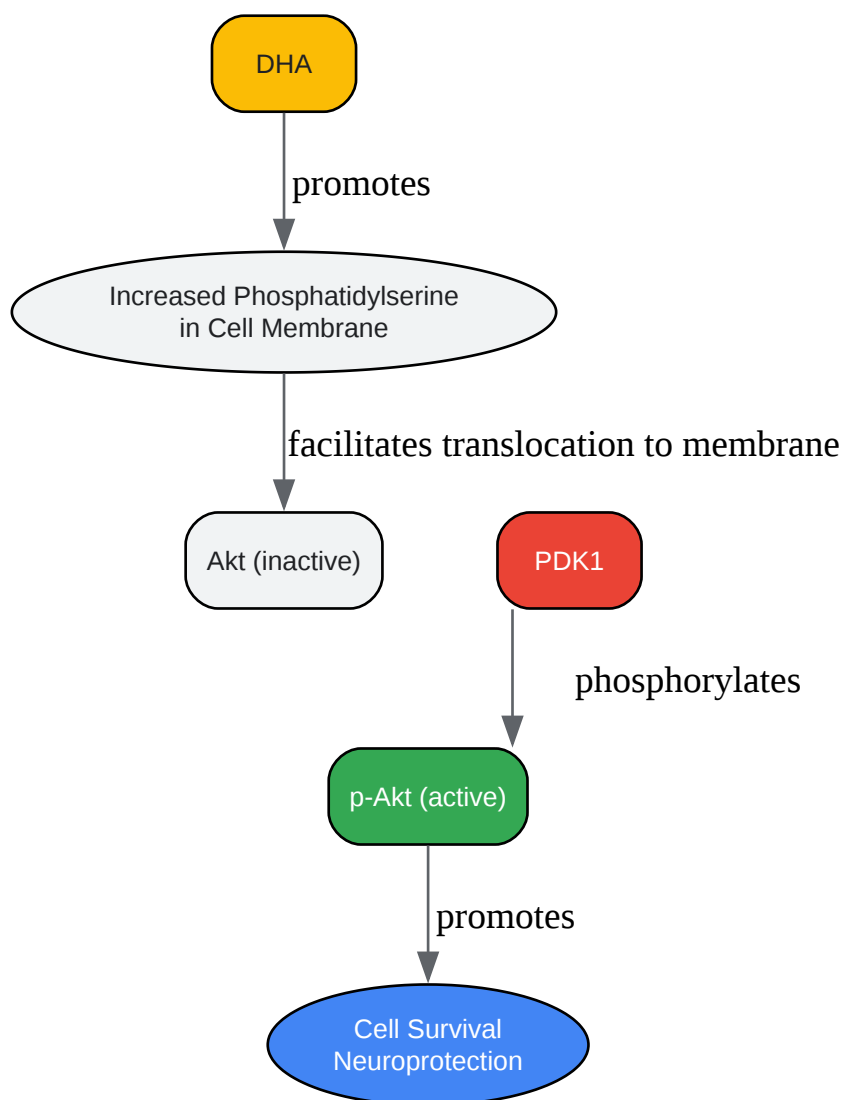 DHA
promotes
Increased Phosphatidylserine
in Cell Membrane
facilitates translocation to membrane
Akt (inactive)
PDK1
phosphorylates
p-Akt (active)
promotes
Cell Survival
Neuroprotection